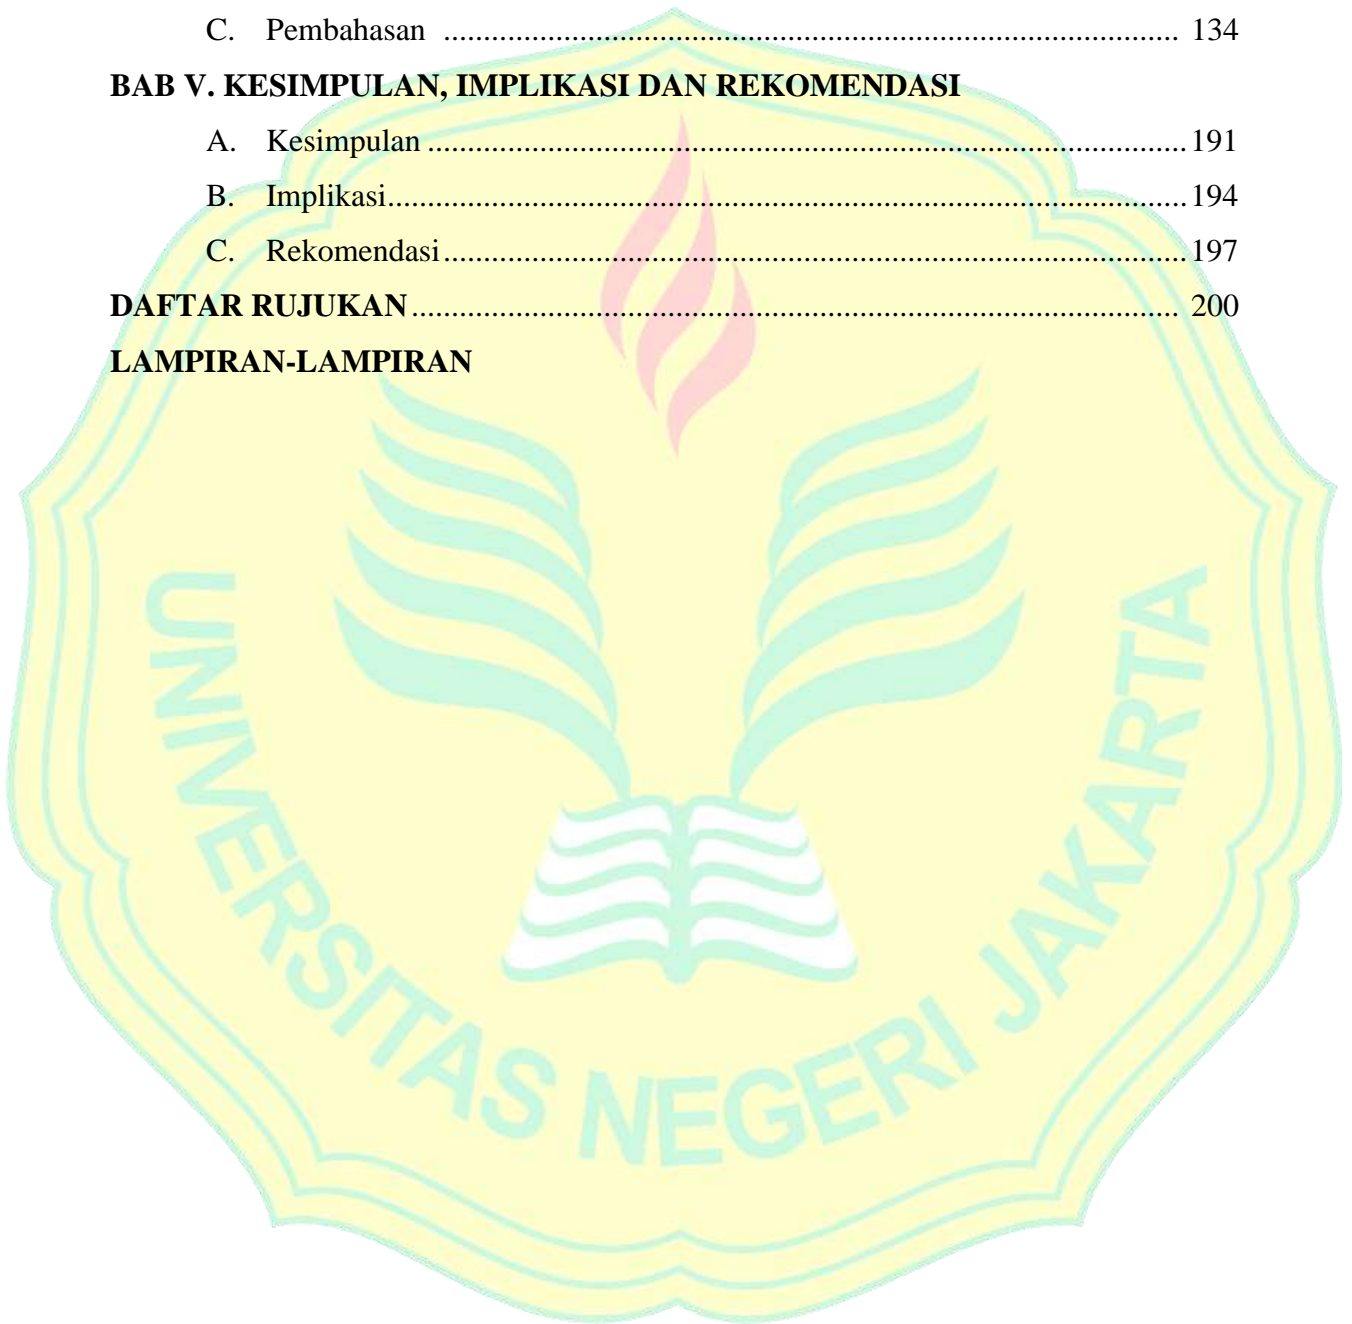 C. Pembahasan ............................................................................................ 134
BAB V. KESIMPULAN, IMPLIKASI DAN REKOMENDASI
A. Kesimpulan ............................................................................................... 191
B. Implikasi.................................................................................................... 194
C. Rekomendasi ............................................................................................. 197
DAFTAR RUJUKAN ................................................................................................ 200
LAMPIRAN-LAMPIRAN
UNIVERSITAS NEGERI JAKARTA